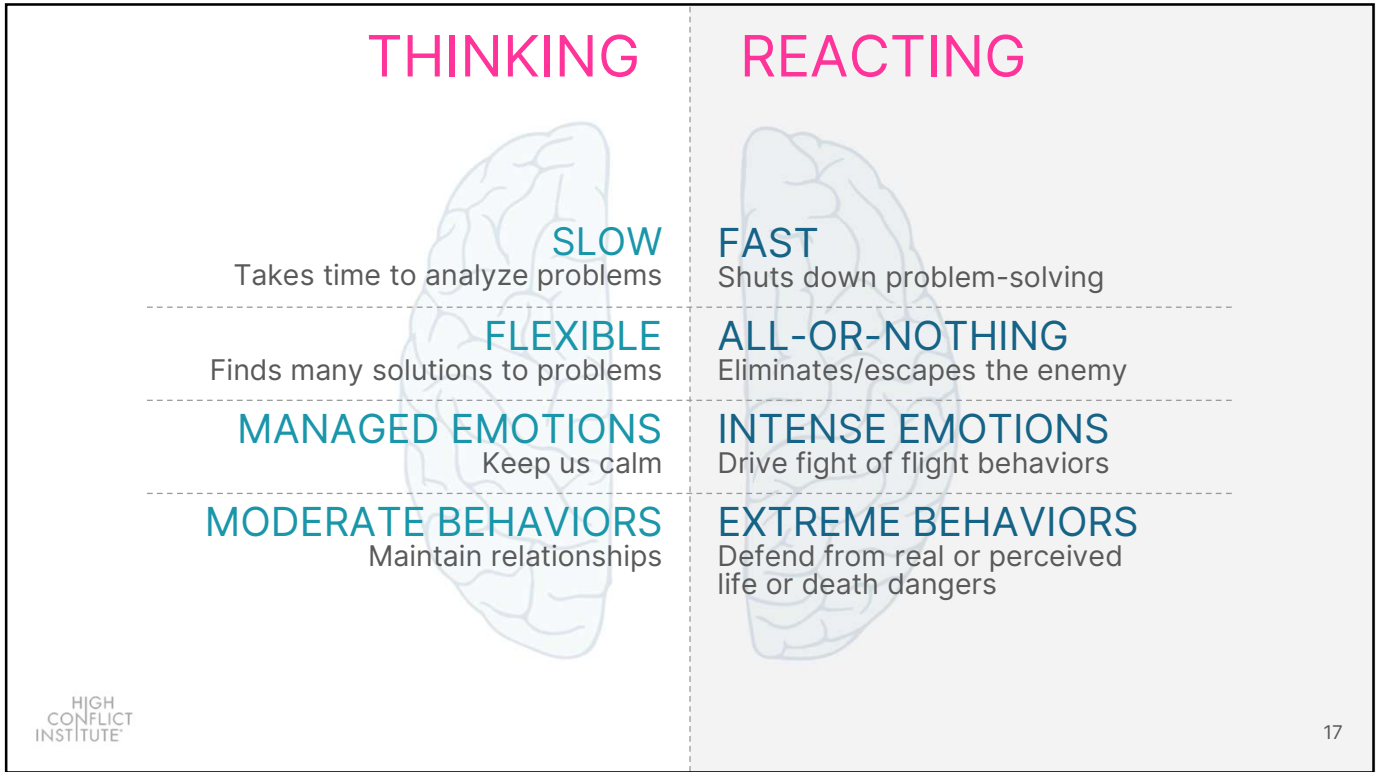 THINKING
REACTING
SLOW
Takes time to analyze problems
FAST
Shuts down problem-solving
FLEXIBLE
Finds many solutions to problems
ALL-OR-NOTHING
Eliminates/escapes the enemy
MANAGED EMOTIONS
Keep us calm
INTENSE EMOTIONS
Drive fight of flight behaviors
MODERATE BEHAVIORS
Maintain relationships
EXTREME BEHAVIORS
Defend from real or perceived
life or death dangers
HIGH
CONFLICT
INSTITUTE®
17